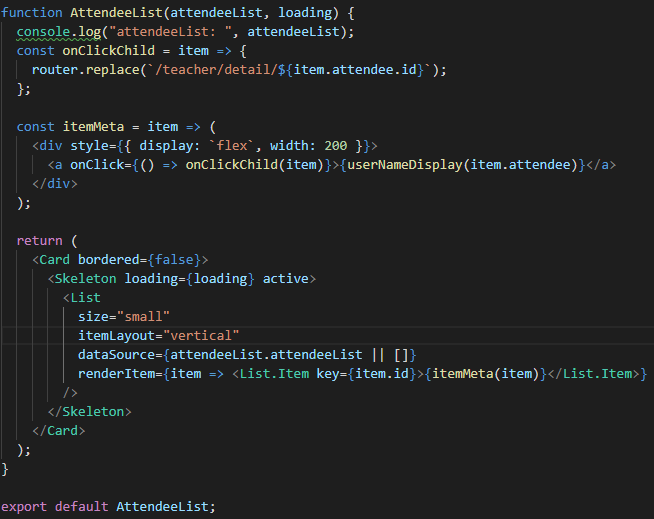 function AttendeeList(attendeeList, loading) {
  console.log("attendeeList: ", attendeeList);
  const onClickChild = item => {
    router.replace(`/teacher/detail/${item.attendee.id}`);
  };

  const itemMeta = item => (
    <div style={{ display: `flex`, width: 200 }}>
      <a onClick={() => onClickChild(item)}>{userNameDisplay(item.attendee)}</a>
    </div>
  );

  return (
    <Card bordered={false}>
      <Skeleton loading={loading} active>
        <List
          size="small"
          itemLayout="vertical"
          dataSource={attendeeList.attendeeList || []}
          renderItem={item => <List.Item key={item.id}>{itemMeta(item)}</List.Item>}
        />
      </Skeleton>
    </Card>
  );
}

export default AttendeeList;